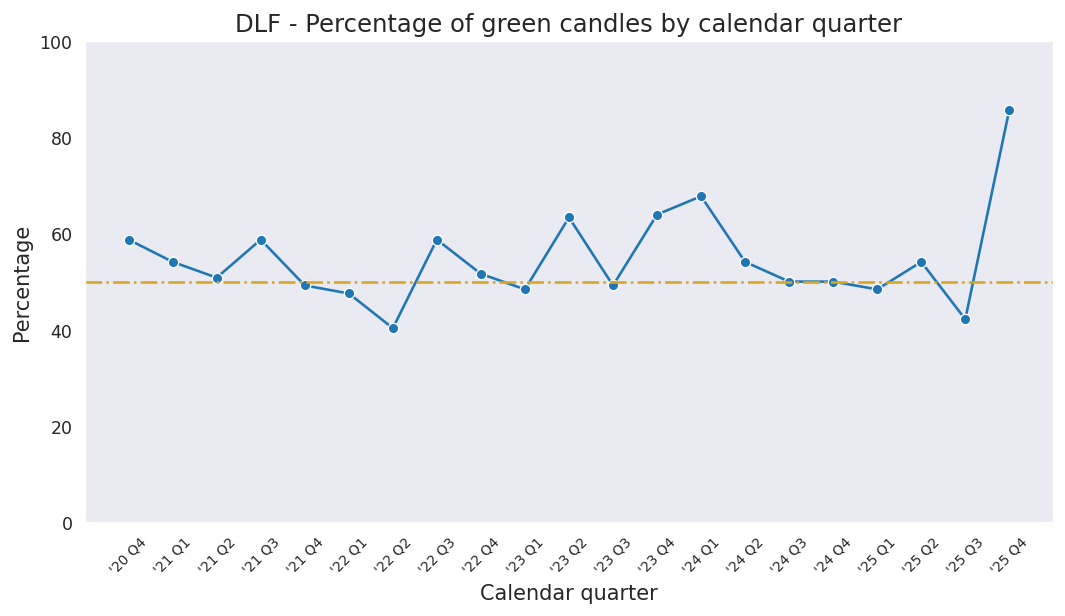 DLF - Percentage of green candles by calendar quarter
100
80
60
40
20
0
Percentage
'20 Q4
'21 Q1
'21 Q2
'21 Q3
'21 Q4
'22 Q1
'22 Q2
'22 Q3
'22 Q4
'23 Q1
'23 Q2
'23 Q3
'23 Q4
'24 Q1
'24 Q2
'24 Q3
'24 Q4
'25 Q1
'25 Q2
'25 Q3
'25 Q4
Calendar quarter